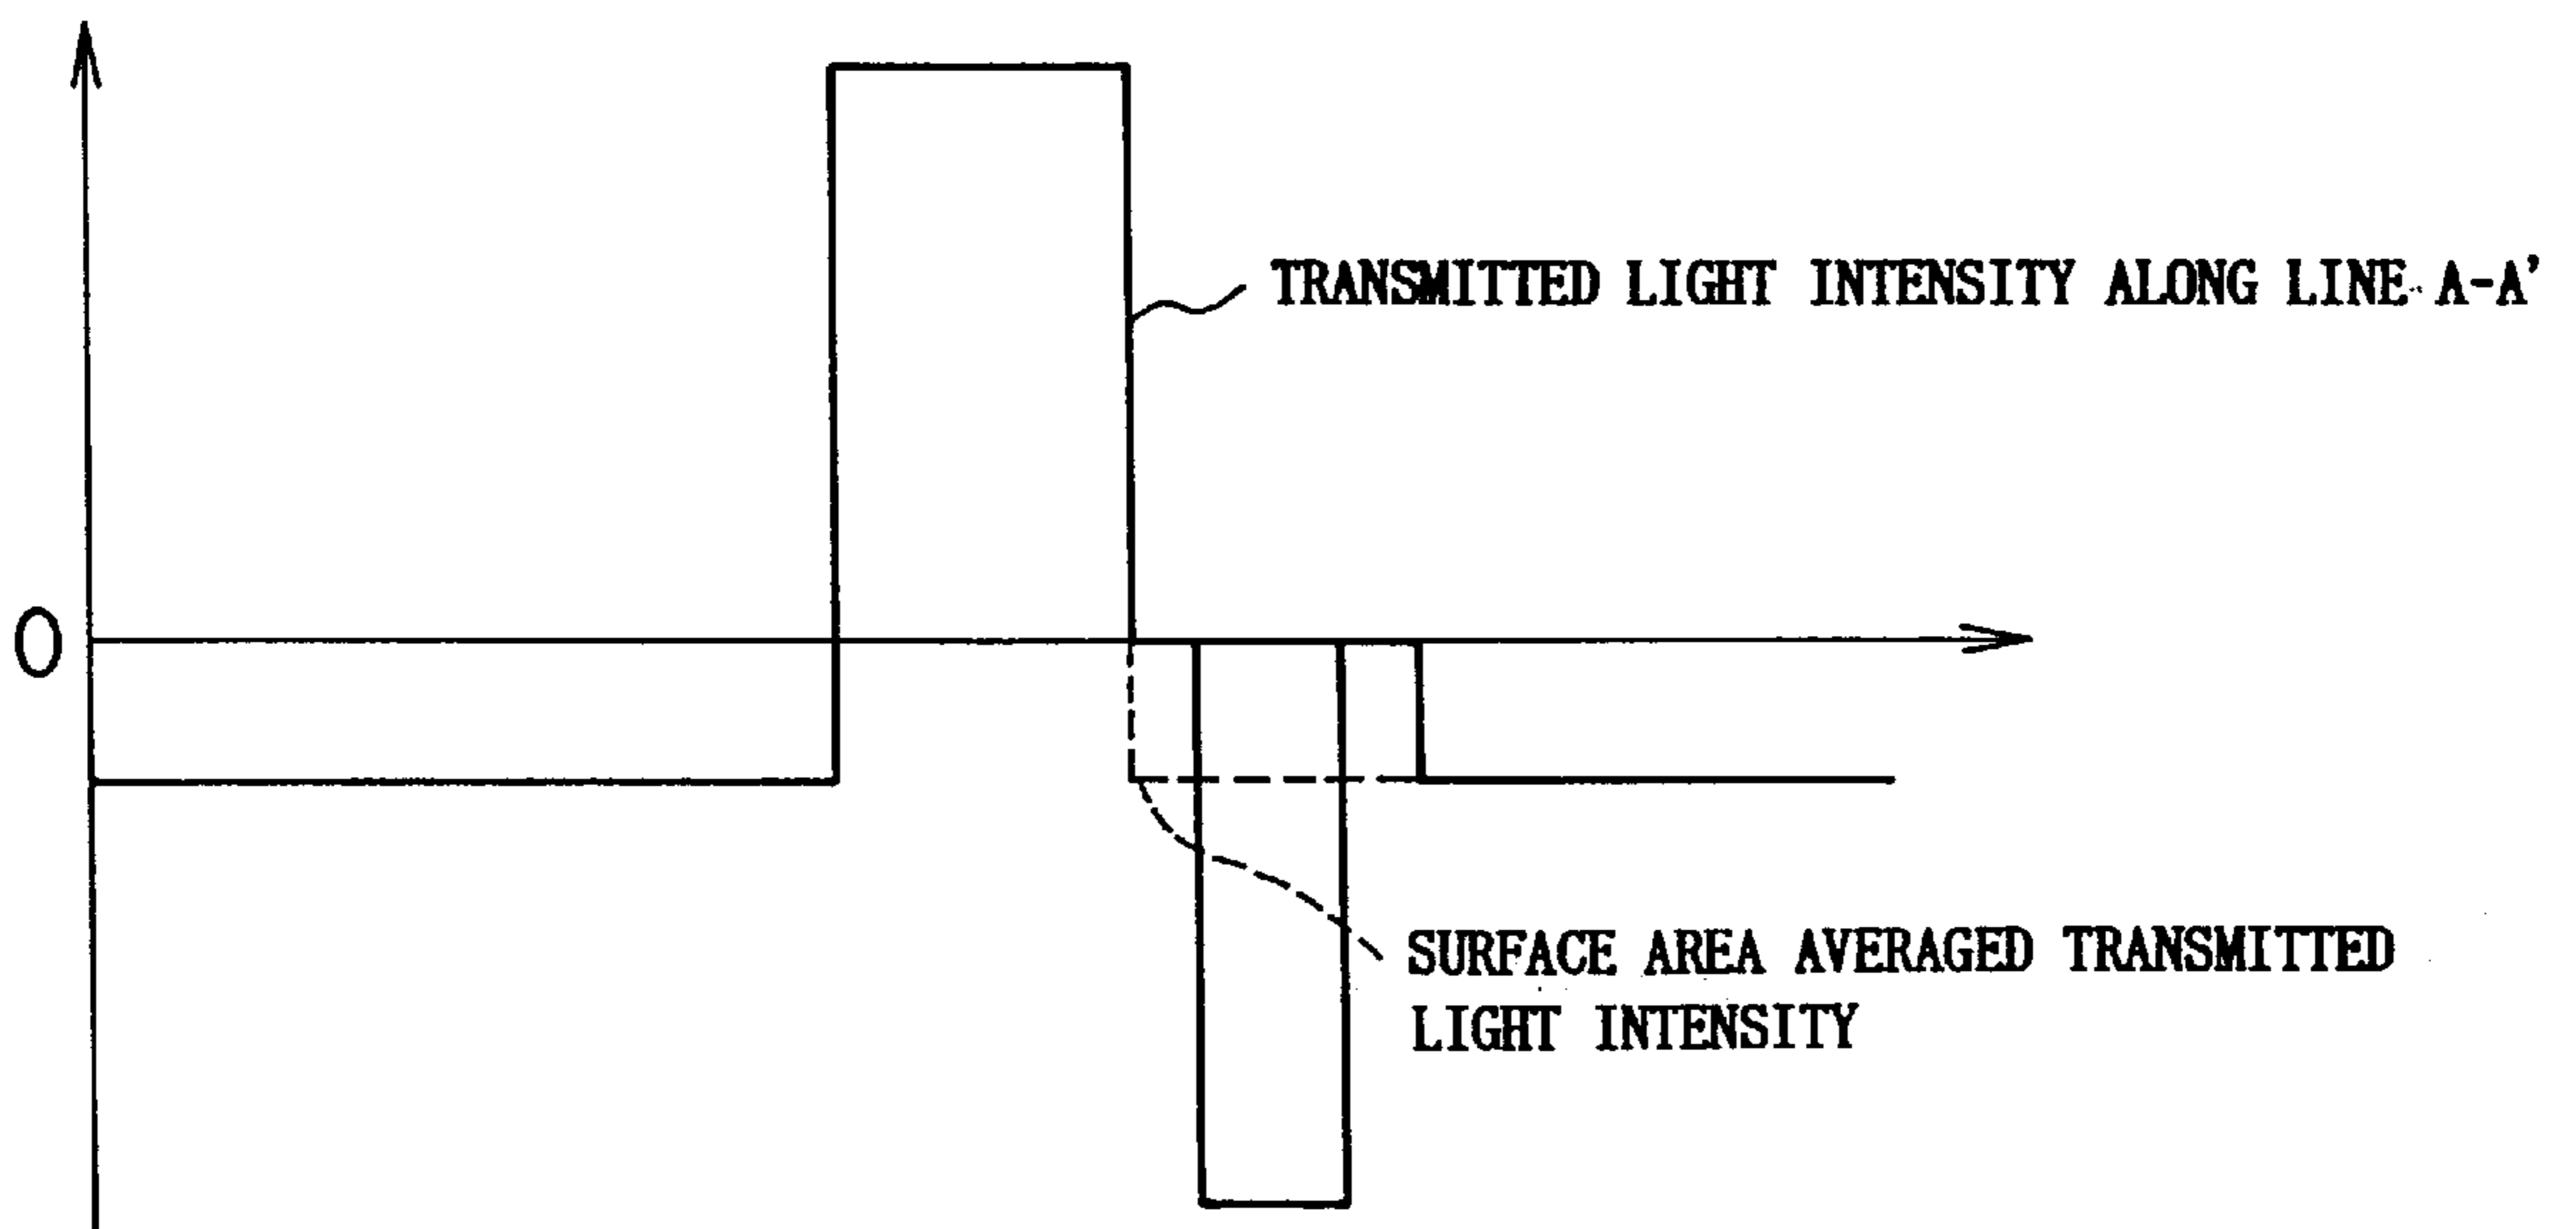 TRANSMITTED LIGHT INTENSITY ALONG LINE A-A'
0
SURFACE AREA AVERAGED TRANSMITTED
LIGHT INTENSITY